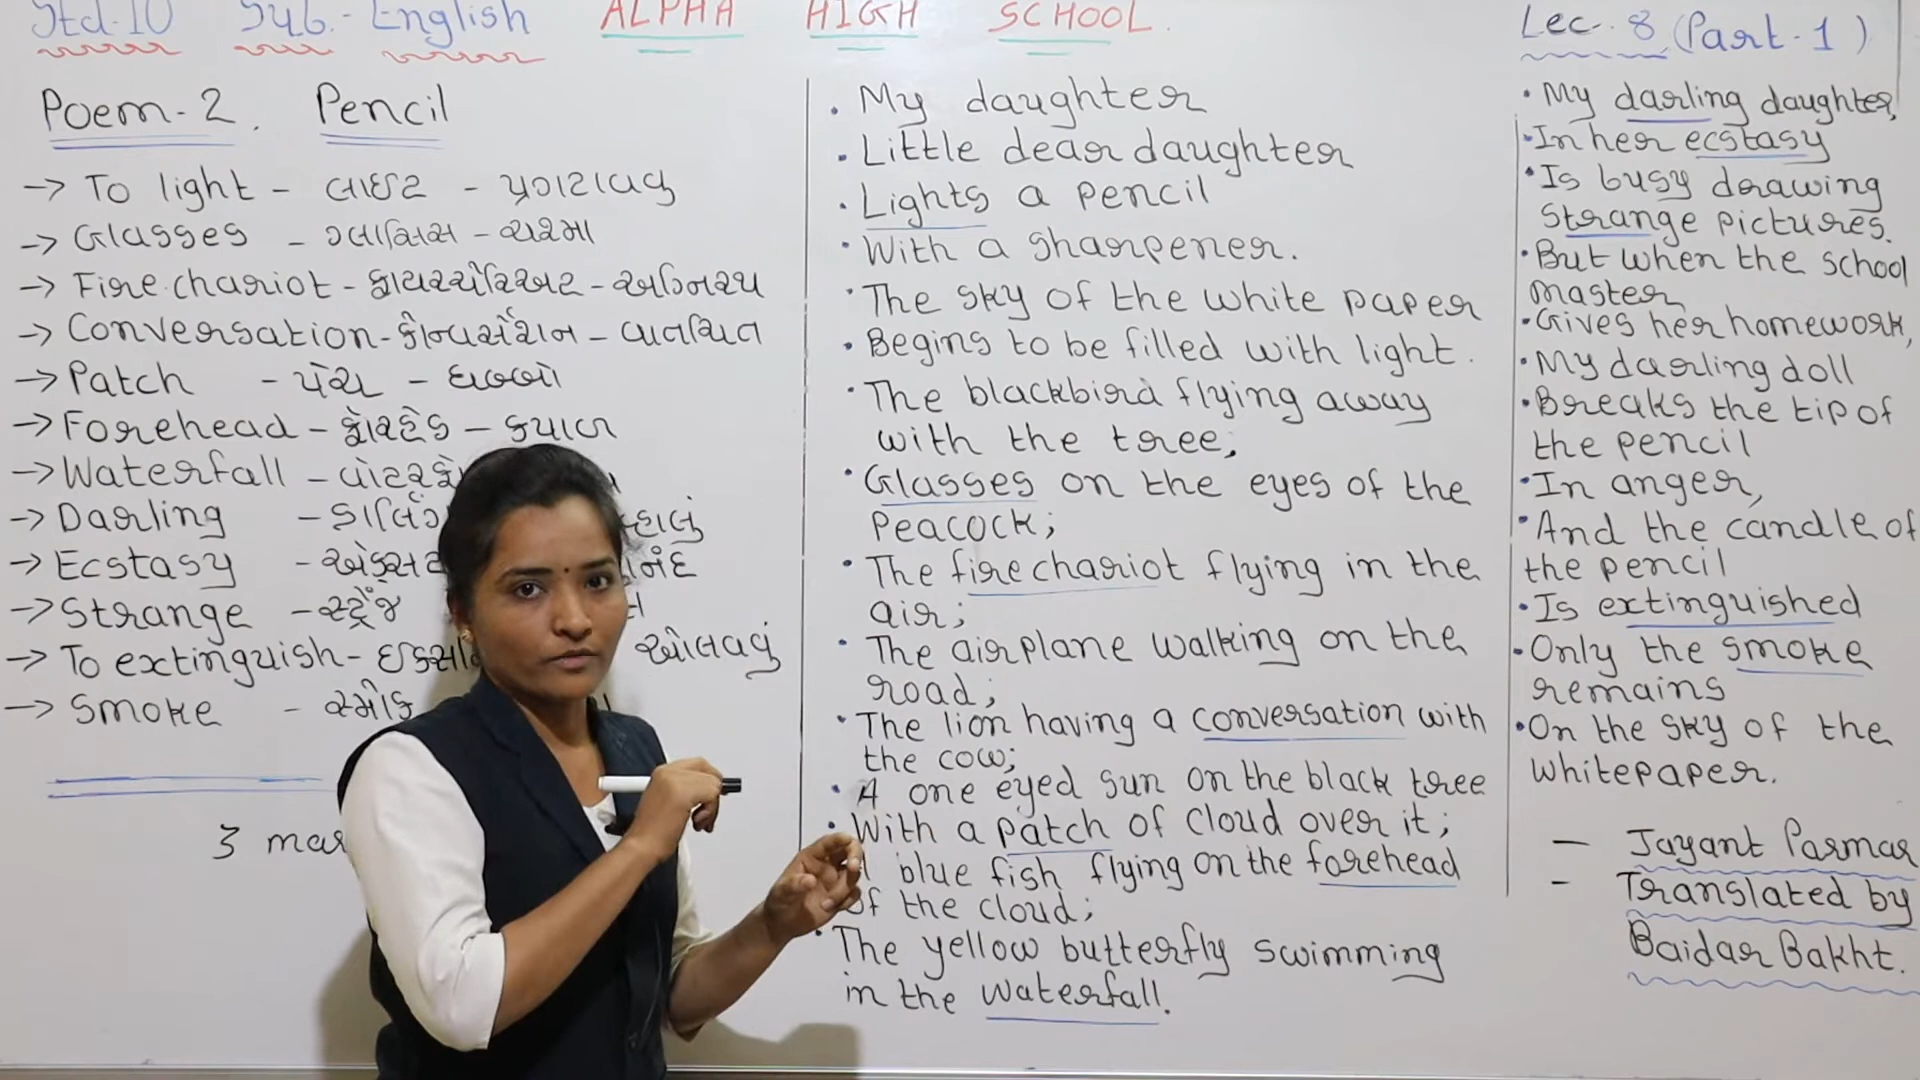 Std-10 Sub.- English ALPHA HIGH SCHOOL. Lec. 8 (Part-1)
Poem-2. Pencil
→ To light - લાઈટ - પ્રગટાવવું
→ Glasses - ગ્લાસિસ - ચશ્મા
→ Fire.chariot - ફાયરચેરિઅટ - અગ્નિરથ
→ Conversation - કોન્વર્સેશન - વાતચિત
→ Patch - પેચ - ધબ્બો
→ Forehead - ફોરહેડ - કપાળ
→ Waterfall -
→ Darling - વ્હાલું
→ Ecstasy -
→ Strange - સ્ટ્રેંજ
→ To extinguish - ઓલવવું
→ Smoke -
3
. My daughter
. Little dear daughter
. Lights a pencil
. With a sharpener.
. The sky of the white paper
. Begins to be filled with light.
. The blackbird flying away
with the tree;
. Glasses on the eyes of the
Peacock;
. The fire chariot flying in the
air;
. The airplane walking on the
road;
. The lion having a conversation with
the cow;
. A one eyed sun on the black tree
. With a patch of cloud over it;
blue fish flying on the forehead
of the cloud;
. The yellow butterfly swimming
in the waterfall.
. My darling daughter,
. In her ecstasy
. Is busy drawing
strange pictures.
. But when the school
master
. Gives her homework,
. My darling doll
. Breaks the tip of
the pencil
. In anger,
. And the candle of
the pencil
. Is extinguished
. Only the smoke
remains
. On the sky of the
whitepaper.
- Jayant Parmar
- Translated by
Baidar Bakht.